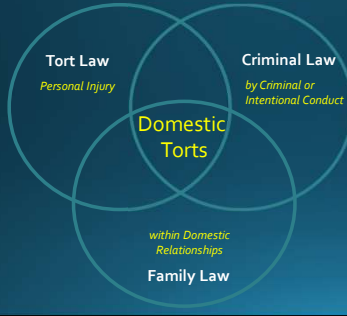 Tort Law
Personal Injury
Criminal Law
by Criminal or
Intentional Conduct
Domestic
Torts
within Domestic
Relationships
Family Law